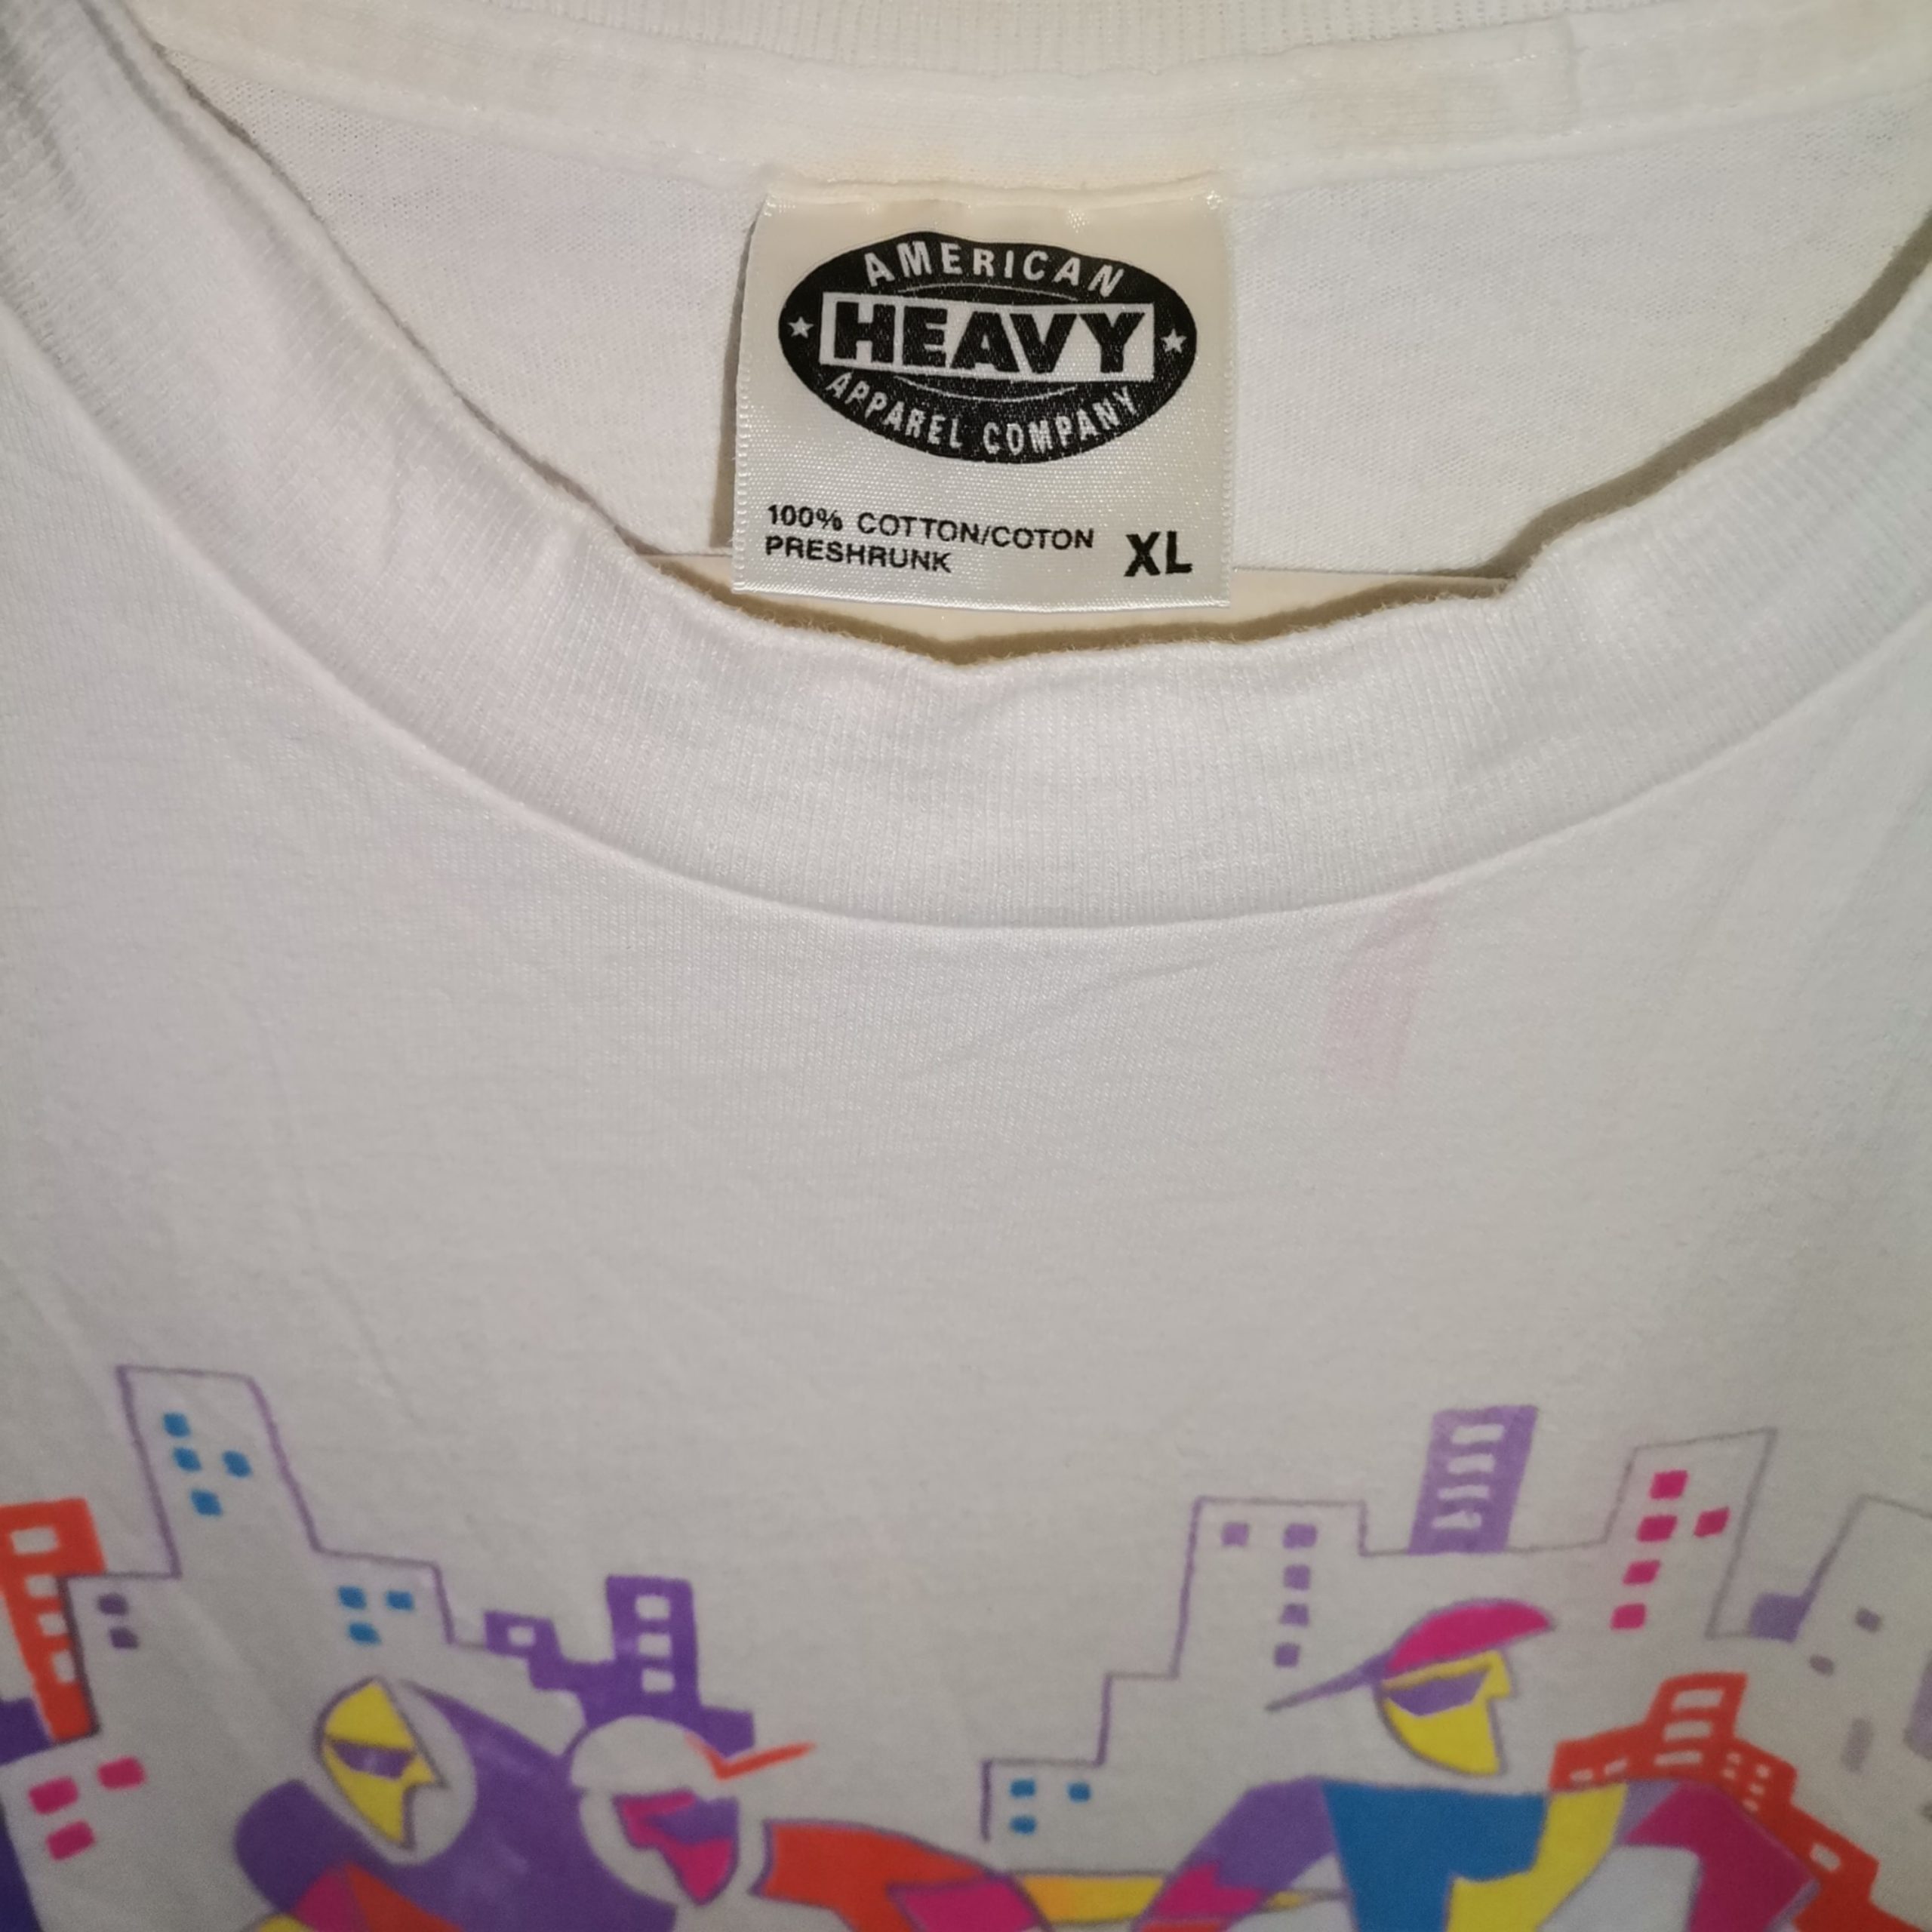 AMERICAN
HEAVY
APPAREL COMPANY
100% COTTON/COTON
PRESHRUNK
XL